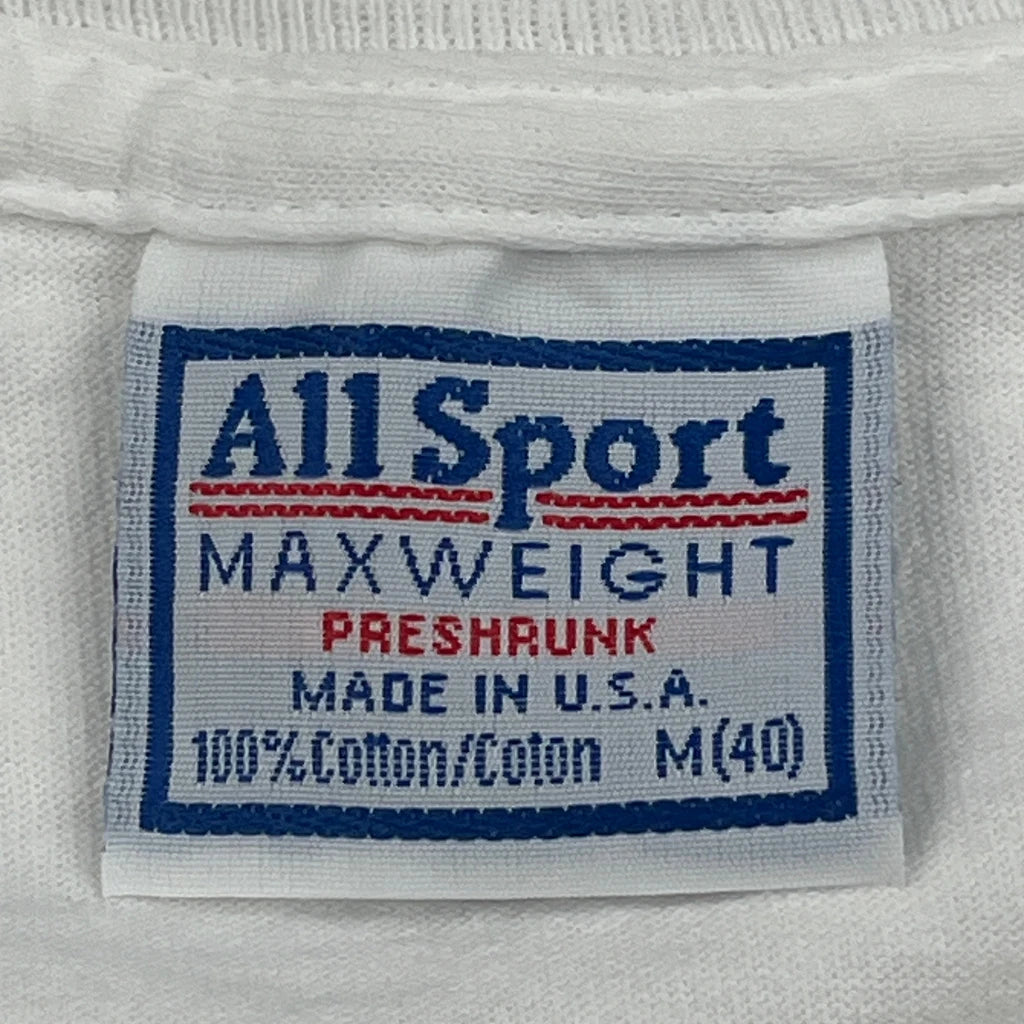 All Sport
MAXWEIGHT
PRESHRUNK
MADE IN U.S.A.
100% Cotton/Coton M(40)